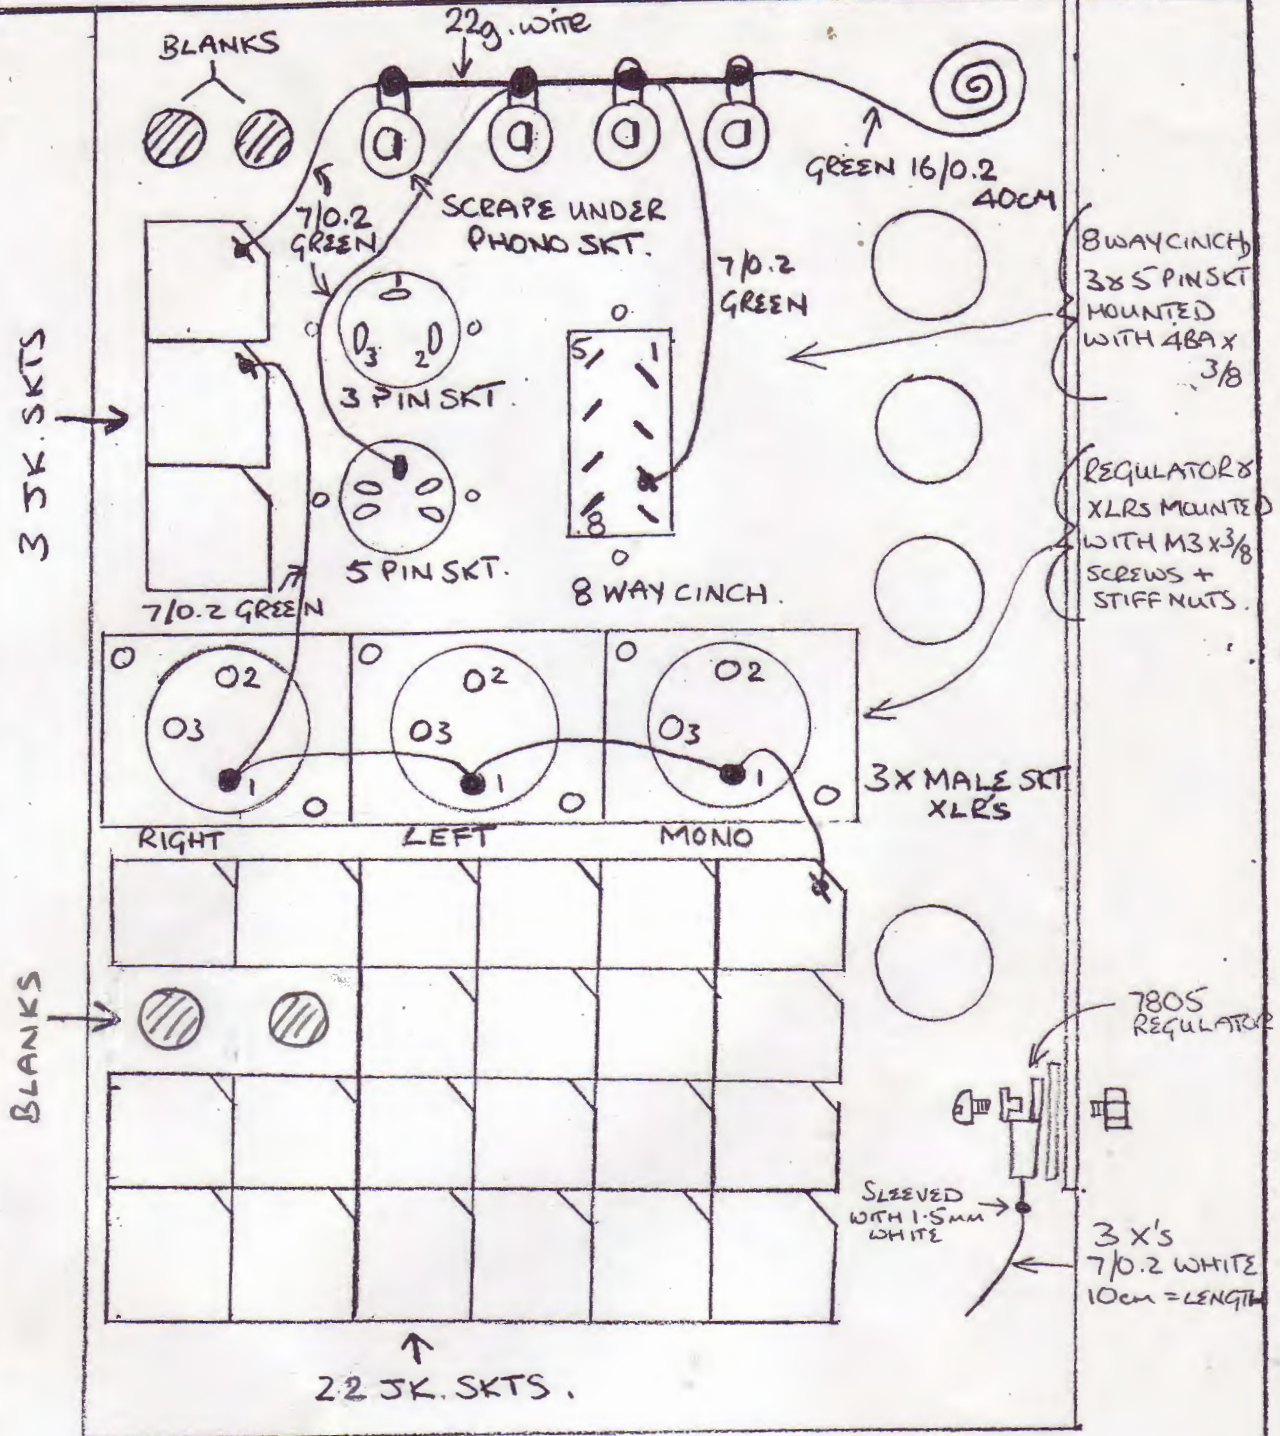 22g. wire
BLANKS
GREEN 16/0.2
40CM
7/0.2
GREEN
SCRAPE UNDER
PHONO SKT.
7/0.2
GREEN
8 WAY CINCH,
3 x 5 PIN SKT
MOUNTED
WITH 4BA x
3/8
1
3
2
3 PIN SKT.
5
1
8
3 JK. SKTS
5 PIN SKT.
8 WAY CINCH.
7/0.2 GREEN
REGULATOR &
XLRS MOUNTED
WITH M3 x 3/8
SCREWS +
STIFF NUTS.
2
3
1
2
3
1
2
3
1
3 X MALE SKT
XLR's
RIGHT
LEFT
MONO
BLANKS
7805
REGULATOR
SLEEVED
WITH 1.5MM
WHITE
3 X's
7/0.2 WHITE
10cm = LENGTH
22 JK. SKTS.